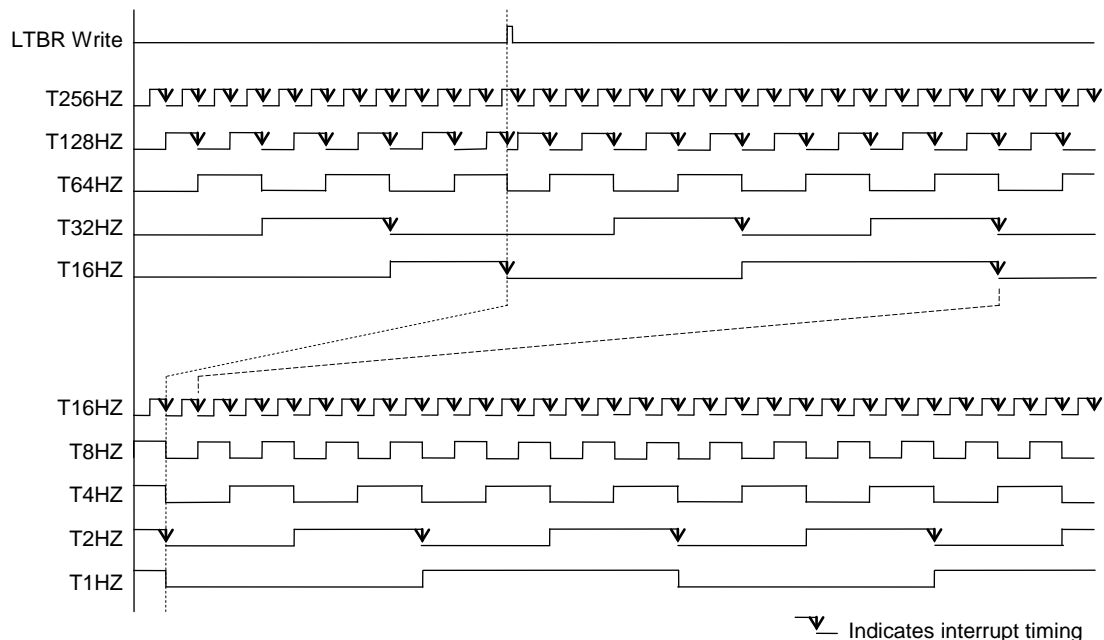 LTBR Write
T256HZ
T128HZ
T64HZ
T32HZ
T16HZ
T16HZ
T8HZ
T4HZ
T2HZ
T1HZ
Indicates interrupt timing